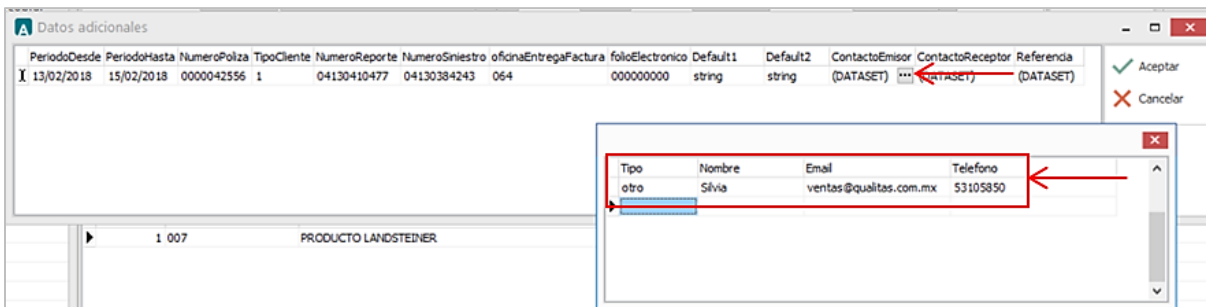 Datos adicionales
PeriodoDesde PeriodoHasta NumeroPoliza TipoCliente NumeroReporte NumeroSiniestro oficinaEntregaFactura folioElectronico Default1 Default2 ContactoEmisor ContactoReceptor Referencia
13/02/2018 15/02/2018 0000042556 1 04130410477 04130384243 064 000000000 string string (DATASET) ... (DATASET) (DATASET)
Aceptar
Cancelar
Tipo Nombre Email Telefono
otro Silvia ventas@qualitas.com.mx 53105850
1 007 PRODUCTO LANDSTEINER